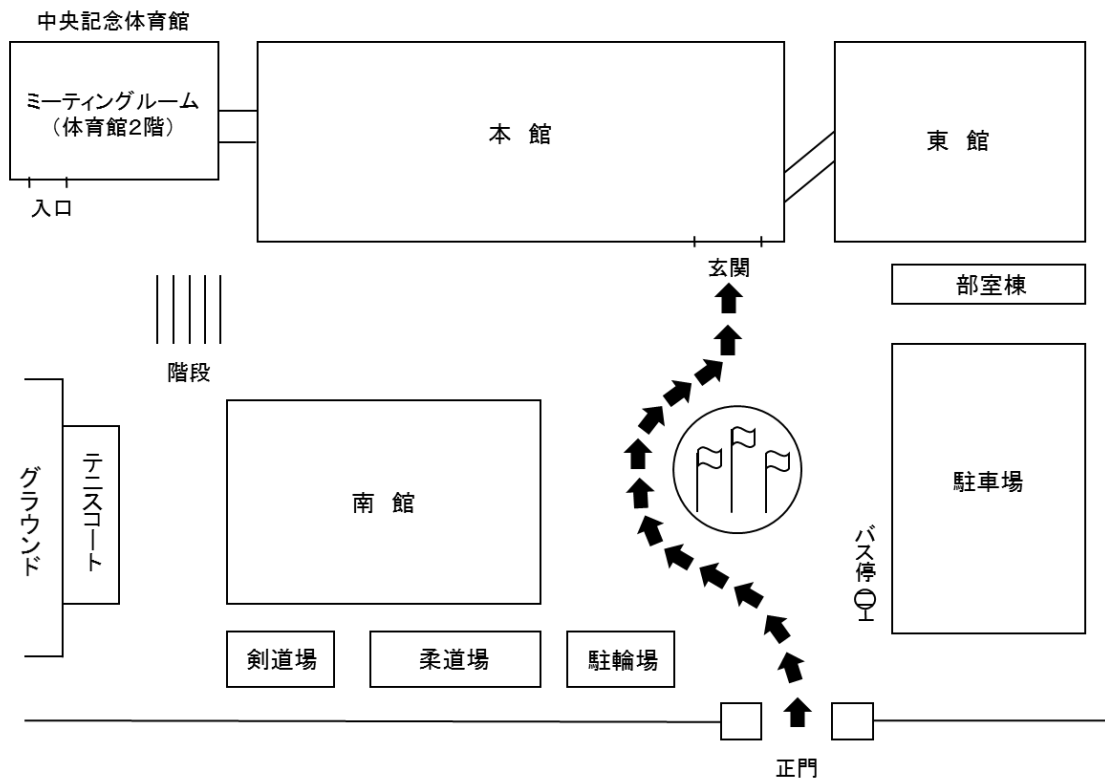 中央記念体育館
ミーティングルーム
（体育館２階）
入口
本 館
東 館
玄関
部室棟
階段
グラウンド
テニスコート
南 館
駐車場
バス停
剣道場
柔道場
駐輪場
正門